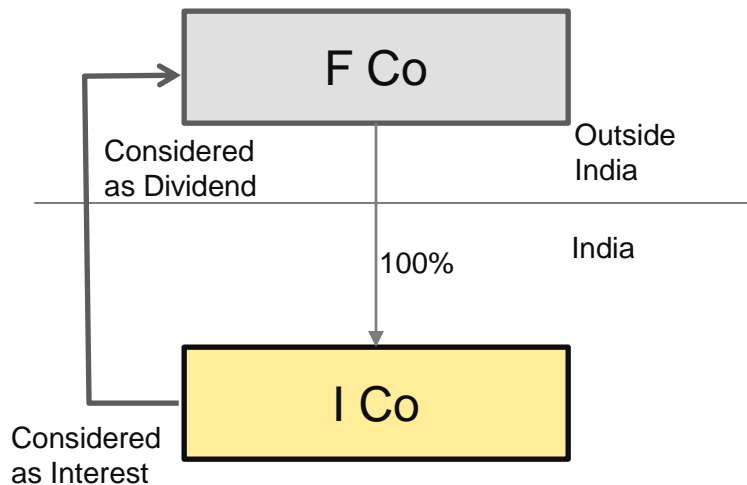 F Co
Considered
as Dividend
Outside
India
100%
India
I Co
Considered
as Interest